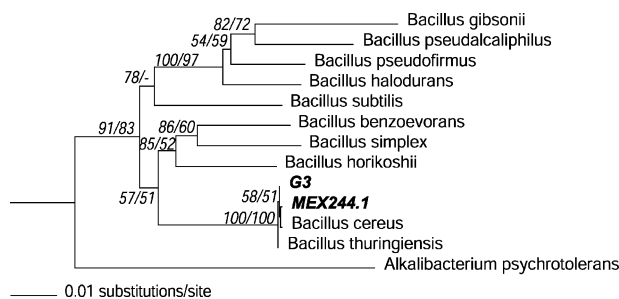 82/72 Bacillus gibsonii
54/59 Bacillus pseudalcaliphilus
100/97 Bacillus pseudofirmus
78/- Bacillus halodurans
Bacillus subtilis
91/83 86/60 Bacillus benzoevorans
85/52 Bacillus simplex
Bacillus horikoshii
G3
57/51 58/51 MEX244.1
100/100 Bacillus cereus
Bacillus thuringiensis
Alkalibacterium psychrotolerans
0.01 substitutions/site